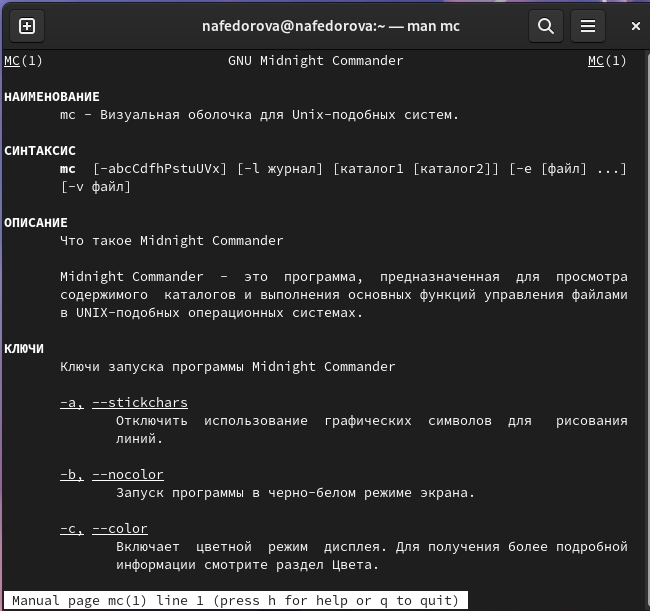 nafedorova@nafedorova:~ — man mc
MC(1) GNU Midnight Commander MC(1)
НАИМЕНОВАНИЕ
mc - Визуальная оболочка для Unix-подобных систем.
СИНТАКСИС
mc [-abcCdfhPstuUVx] [-l журнал] [каталог1 [каталог2]] [-e [файл] ...]
[-v файл]
ОПИСАНИЕ
Что такое Midnight Commander
Midnight Commander - это программа, предназначенная для просмотра
содержимого каталогов и выполнения основных функций управления файлами
в UNIX-подобных операционных системах.
КЛЮЧИ
Ключи запуска программы Midnight Commander
-a, --stickchars
Отключить использование графических символов для рисования
линий.
-b, --nocolor
Запуск программы в черно-белом режиме экрана.
-c, --color
Включает цветной режим дисплея. Для получения более подробной
информации смотрите раздел Цвета.
Manual page mc(1) line 1 (press h for help or q to quit)